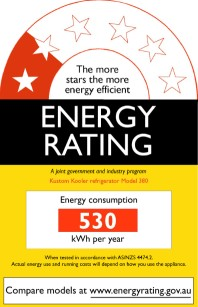 The more
stars the more
energy efficient
ENERGY
RATING
A joint government and industry program
Kustom Kooler refrigerator Model 380
Energy consumption
530
kWh per year
When tested in accordance with AS/NZS 4474.2.
Actual energy use and running costs will depend on how you use the appliance.
Compare models at www.energyrating.gov.au